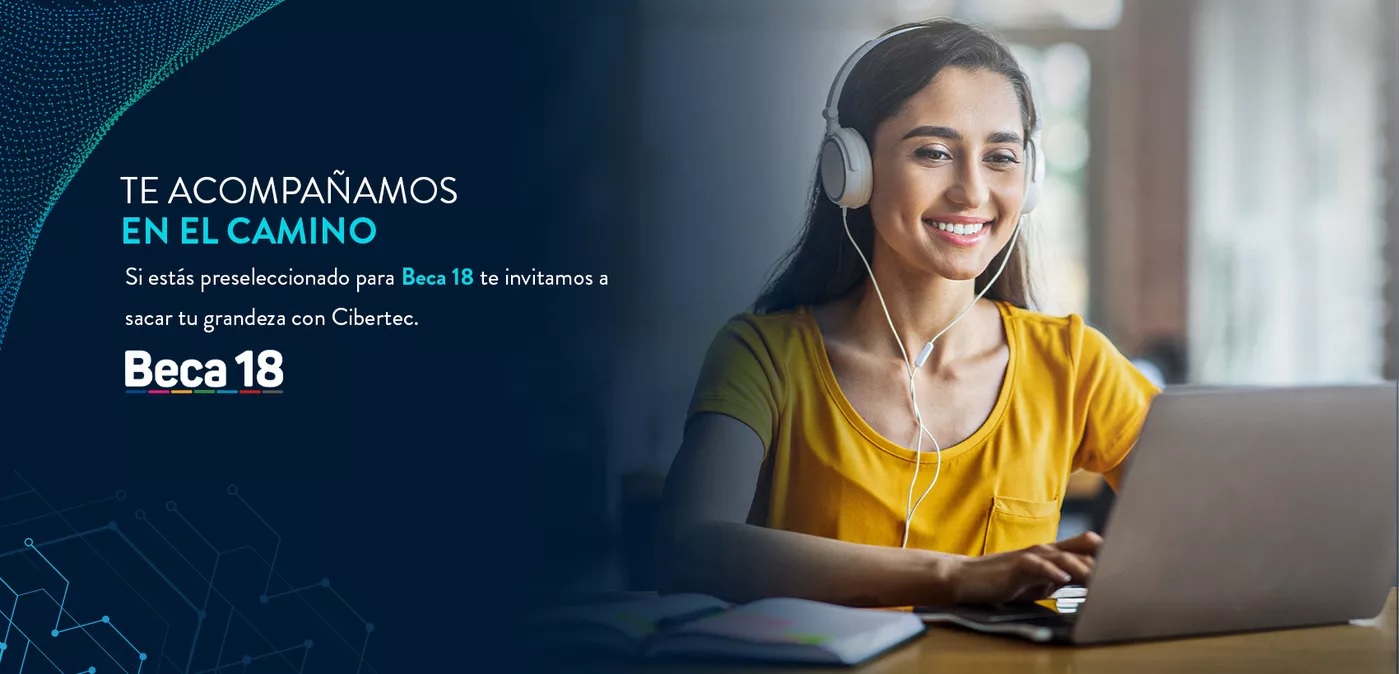 TE ACOMPAÑAMOS
EN EL CAMINO
Si estás preseleccionado para Beca 18 te invitamos a
sacar tu grandeza con Cibertec.
Beca 18